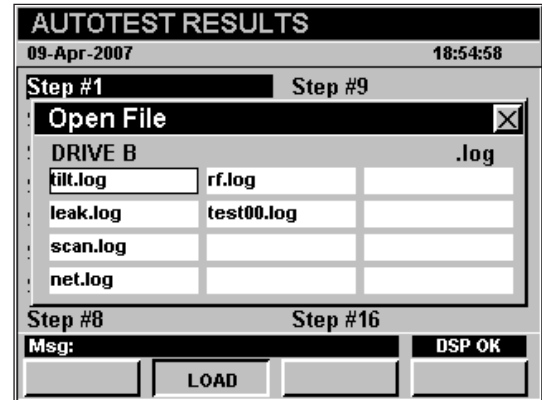 AUTOTEST RESULTS
09-Apr-2007 18:54:58
Step #1 Step #9
Open File
DRIVE B .log
tilt.log rf.log
leak.log test00.log
scan.log
net.log
Step #8 Step #16
Msg: DSP OK
LOAD